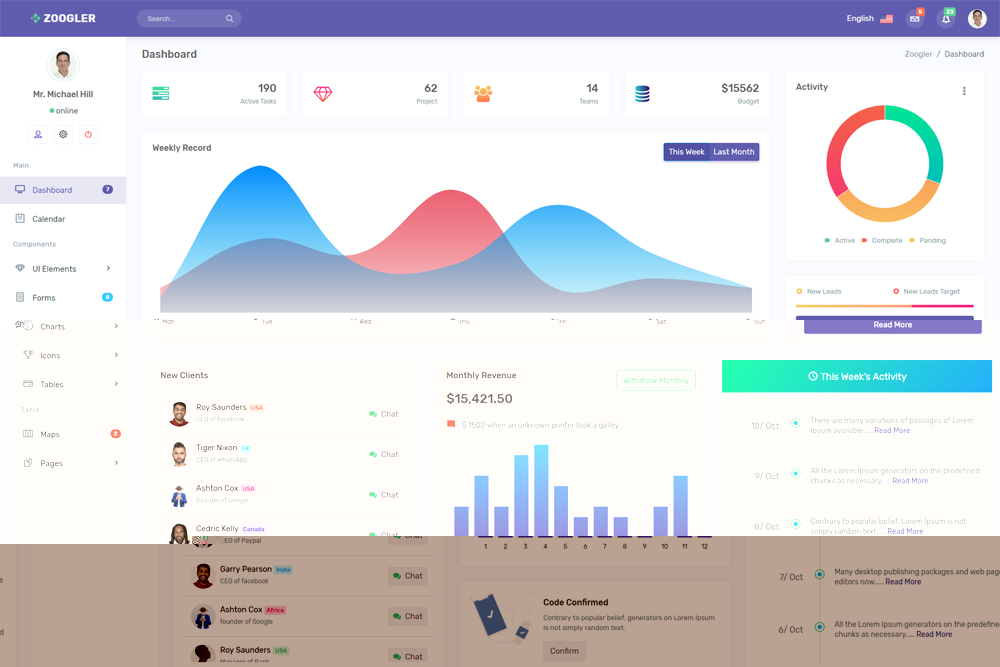 ZOOGLER
Search...
English
5
23
Mr. Michael Hill
online
Main
Dashboard
7
Calendar
Components
UI Elements
Forms
8
Charts
Icons
Tables
Extra
Maps
2
Pages
Dashboard
Zoogler / Dashboard
190
Active Tasks
62
Project
14
Teams
$15562
Budget
Weekly Record
This Week
Last Month
Mon
Tue
Wed
Thu
Fri
Sat
Sun
Activity
Active
Complete
Panding
New Leads
New Leads Target
Read More
New Clients
Roy Saunders USA
CEO of facebook
Chat
Tiger Nixon UK
CEO of whatsApp
Chat
Ashton Cox USA
founder of Google
Chat
Cedric Kelly Canada
EO of Paypal
Chat
Garry Pearson India
CEO of facebook
Chat
Ashton Cox Africa
founder of Google
Chat
Roy Saunders USA
Manager of Bank
Chat
Monthly Revenue
Withdraw Monthly
$15,421.50
$ 1500 when an unknown printer took a galley.
1 2 3 4 5 6 7 8 9 10 11 12
Code Confirmed
Contrary to popular belief, generators on Lorem
Ipsum is not simply random text.
Confirm
This Week's Activity
10/ Oct
There are many variations of passages of Lorem
Ipsum available.... Read More
9/ Oct
All the Lorem Ipsum generators on the predefined
chunks as necessary.... Read More
8/ Oct
Contrary to popular belief, Lorem Ipsum is not
simply random text.... Read More
7/ Oct
Many desktop publishing packages and web page
editors now..... Read More
6/ Oct
All the Lorem Ipsum generators on the predefined
chunks as necessary.... Read More